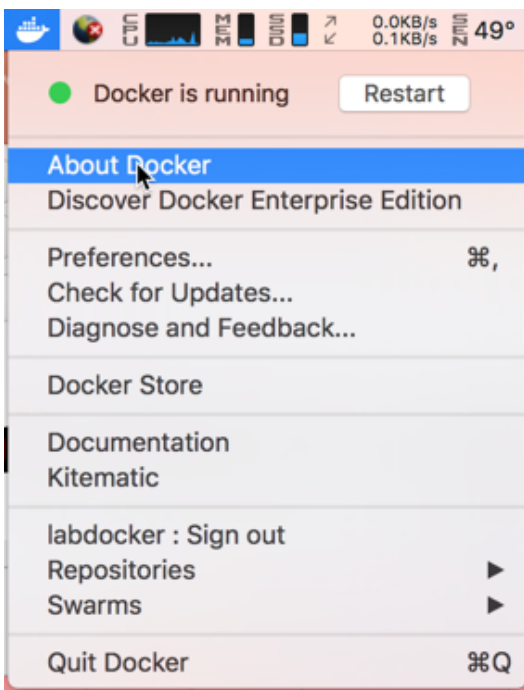 CPU MEM SSD 0.0KB/s SEN 49°
0.1KB/s
Docker is running Restart
About Docker
Discover Docker Enterprise Edition
Preferences... ⌘,
Check for Updates...
Diagnose and Feedback...
Docker Store
Documentation
Kitematic
labdocker : Sign out
Repositories ▶
Swarms ▶
Quit Docker ⌘Q